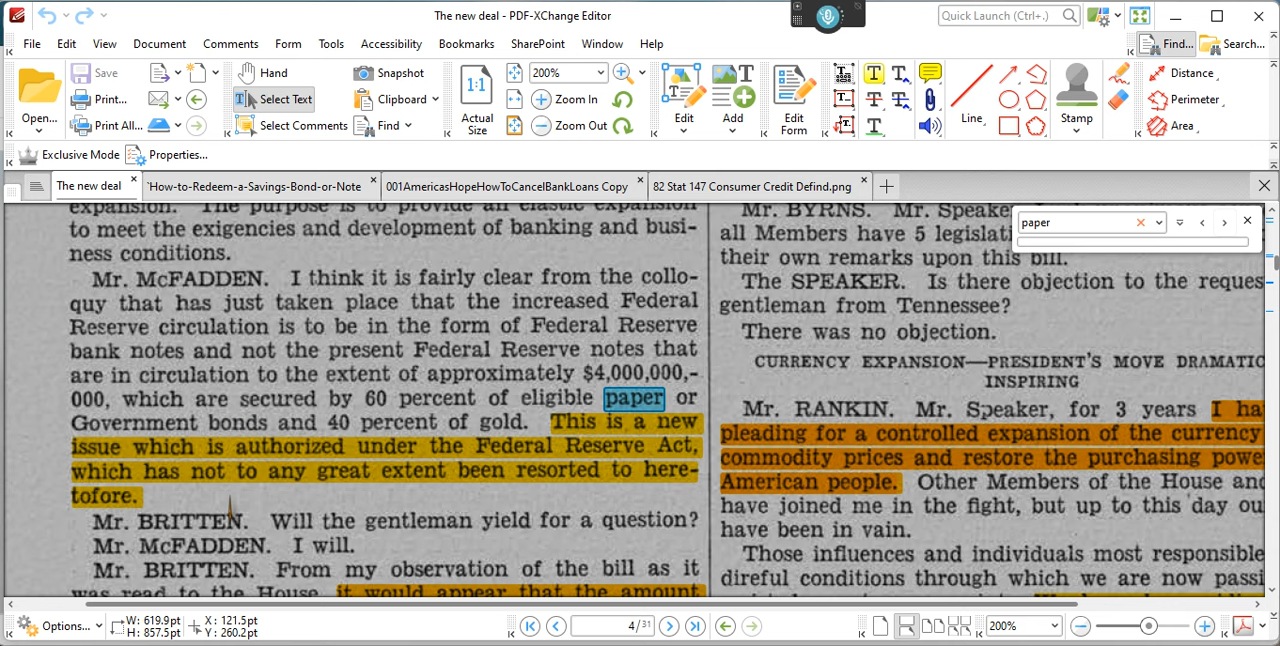 The new deal - PDF-XChange Editor
Quick Launch (Ctrl+.)
File Edit View Document Comments Form Tools Accessibility Bookmarks SharePoint Window Help
Find... Search...
Open...
Save
Print...
Print All...
Hand
Select Text
Select Comments
Snapshot
Clipboard
Find
1:1
Actual
Size
200%
Zoom In
Zoom Out
Edit
Add
Edit
Form
Line
Stamp
Distance
Perimeter
Area
Exclusive Mode Properties...
The new deal `How-to-Redeem-a-Savings-Bond-or-Note 001AmericasHopeHowToCancelBankLoans Copy 82 Stat 147 Consumer Credit Defind.png
paper
expansion. The purpose is to provide an elastic expansion
to meet the exigencies and development of banking and busi-
ness conditions.
Mr. McFADDEN. I think it is fairly clear from the collo-
quy that has just taken place that the increased Federal
Reserve circulation is to be in the form of Federal Reserve
bank notes and not the present Federal Reserve notes that
are in circulation to the extent of approximately $4,000,000,-
000, which are secured by 60 percent of eligible paper or
Government bonds and 40 percent of gold. This is a new
issue which is authorized under the Federal Reserve Act,
which has not to any great extent been resorted to here-
tofore.
Mr. BRITTEN. Will the gentleman yield for a question?
Mr. McFADDEN. I will.
Mr. BRITTEN. From my observation of the bill as it
was read to the House, it would appear that the amount
Mr. BYRNS. Mr. Speake
all Members have 5 legislati
their own remarks upon this bill.
The SPEAKER. Is there objection to the reques
gentleman from Tennessee?
There was no objection.
CURRENCY EXPANSION—PRESIDENT'S MOVE DRAMATIC
INSPIRING
Mr. RANKIN. Mr. Speaker, for 3 years I ha
pleading for a controlled expansion of the currency
commodity prices and restore the purchasing powe
American people. Other Members of the House and
have joined me in the fight, but up to this day ou
have been in vain.
Those influences and individuals most responsible
direful conditions through which we are now passi
Options...
W: 619.9pt
H: 857.5pt
X: 121.5pt
Y: 260.2pt
4/31
200%